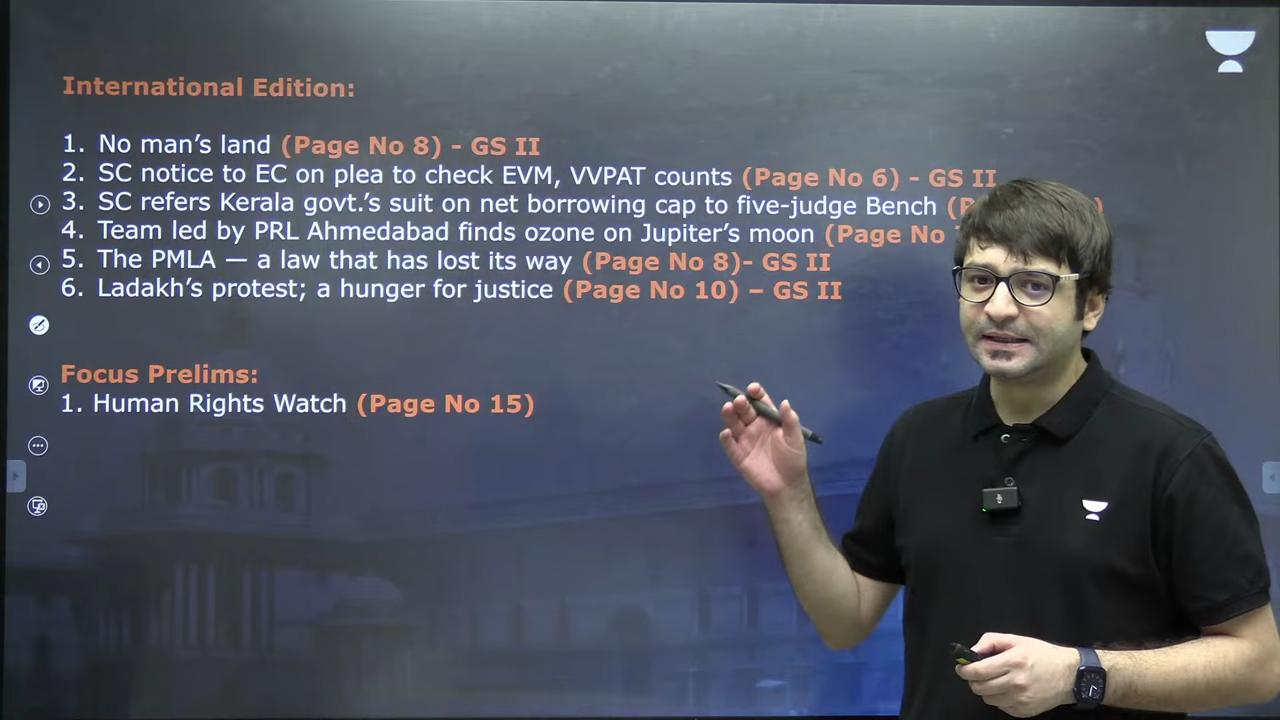 International Edition:
1. No man's land (Page No 8) - GS II
2. SC notice to EC on plea to check EVM, VVPAT counts (Page No 6) - GS II
3. SC refers Kerala govt.'s suit on net borrowing cap to five-judge Bench
4. Team led by PRL Ahmedabad finds ozone on Jupiter's moon (Page No
5. The PMLA — a law that has lost its way (Page No 8)- GS II
6. Ladakh's protest; a hunger for justice (Page No 10) – GS II
Focus Prelims:
1. Human Rights Watch (Page No 15)